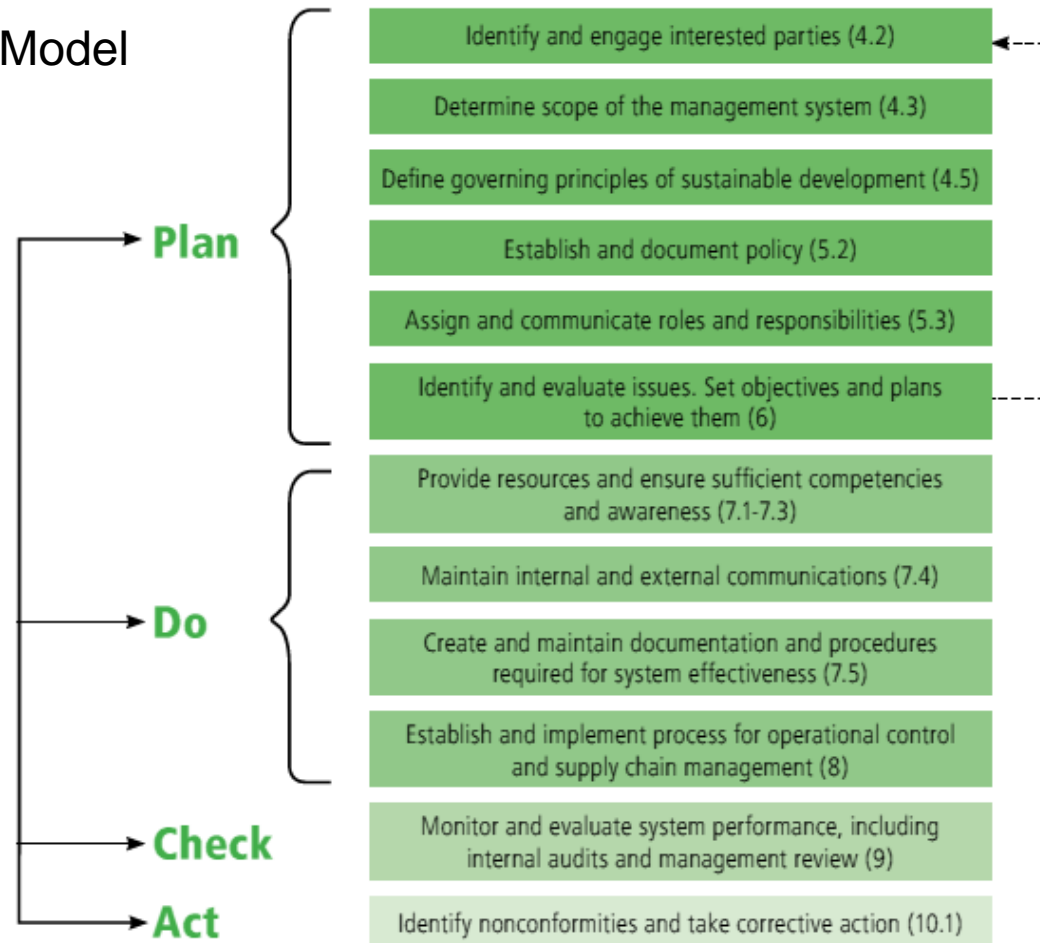 Model
Plan
Identify and engage interested parties (4.2)
Determine scope of the management system (4.3)
Define governing principles of sustainable development (4.5)
Establish and document policy (5.2)
Assign and communicate roles and responsibilities (5.3)
Identify and evaluate issues. Set objectives and plans
to achieve them (6)
Do
Provide resources and ensure sufficient competencies
and awareness (7.1-7.3)
Maintain internal and external communications (7.4)
Create and maintain documentation and procedures
required for system effectiveness (7.5)
Establish and implement process for operational control
and supply chain management (8)
Check
Monitor and evaluate system performance, including
internal audits and management review (9)
Act
Identify nonconformities and take corrective action (10.1)